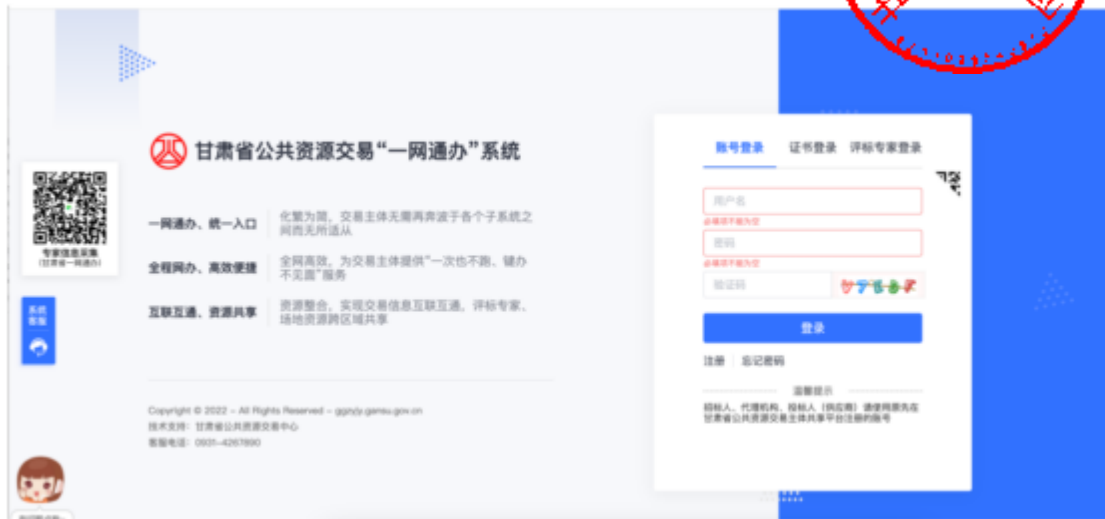 甘肃省公共资源交易“一网通办”系统
一网通办、统一入口
化繁为简，交易主体无需再奔波于各个子系统之
间而无所适从
全程网办、高效便捷
全网高效，为交易主体提供“一次也不跑、键办
不见面”服务
互联互通、资源共享
资源整合，实现交易信息互联互通，评标专家、
场地资源跨区域共享
Copyright © 2022 - All Rights Reserved - ggzyjy.gansu.gov.cn
技术支持：甘肃省公共资源交易中心
客服电话：0931-4267890
专家信息采集
(甘肃省一网通办)
系统
客服
账号登录 证书登录 评标专家登录
用户名
必填项不能为空
密码
必填项不能为空
验证码
登录
注册 忘记密码
温馨提示
招标人、代理机构、投标人（供应商）请使用原先在
甘肃省公共资源交易主体共享平台注册的账号